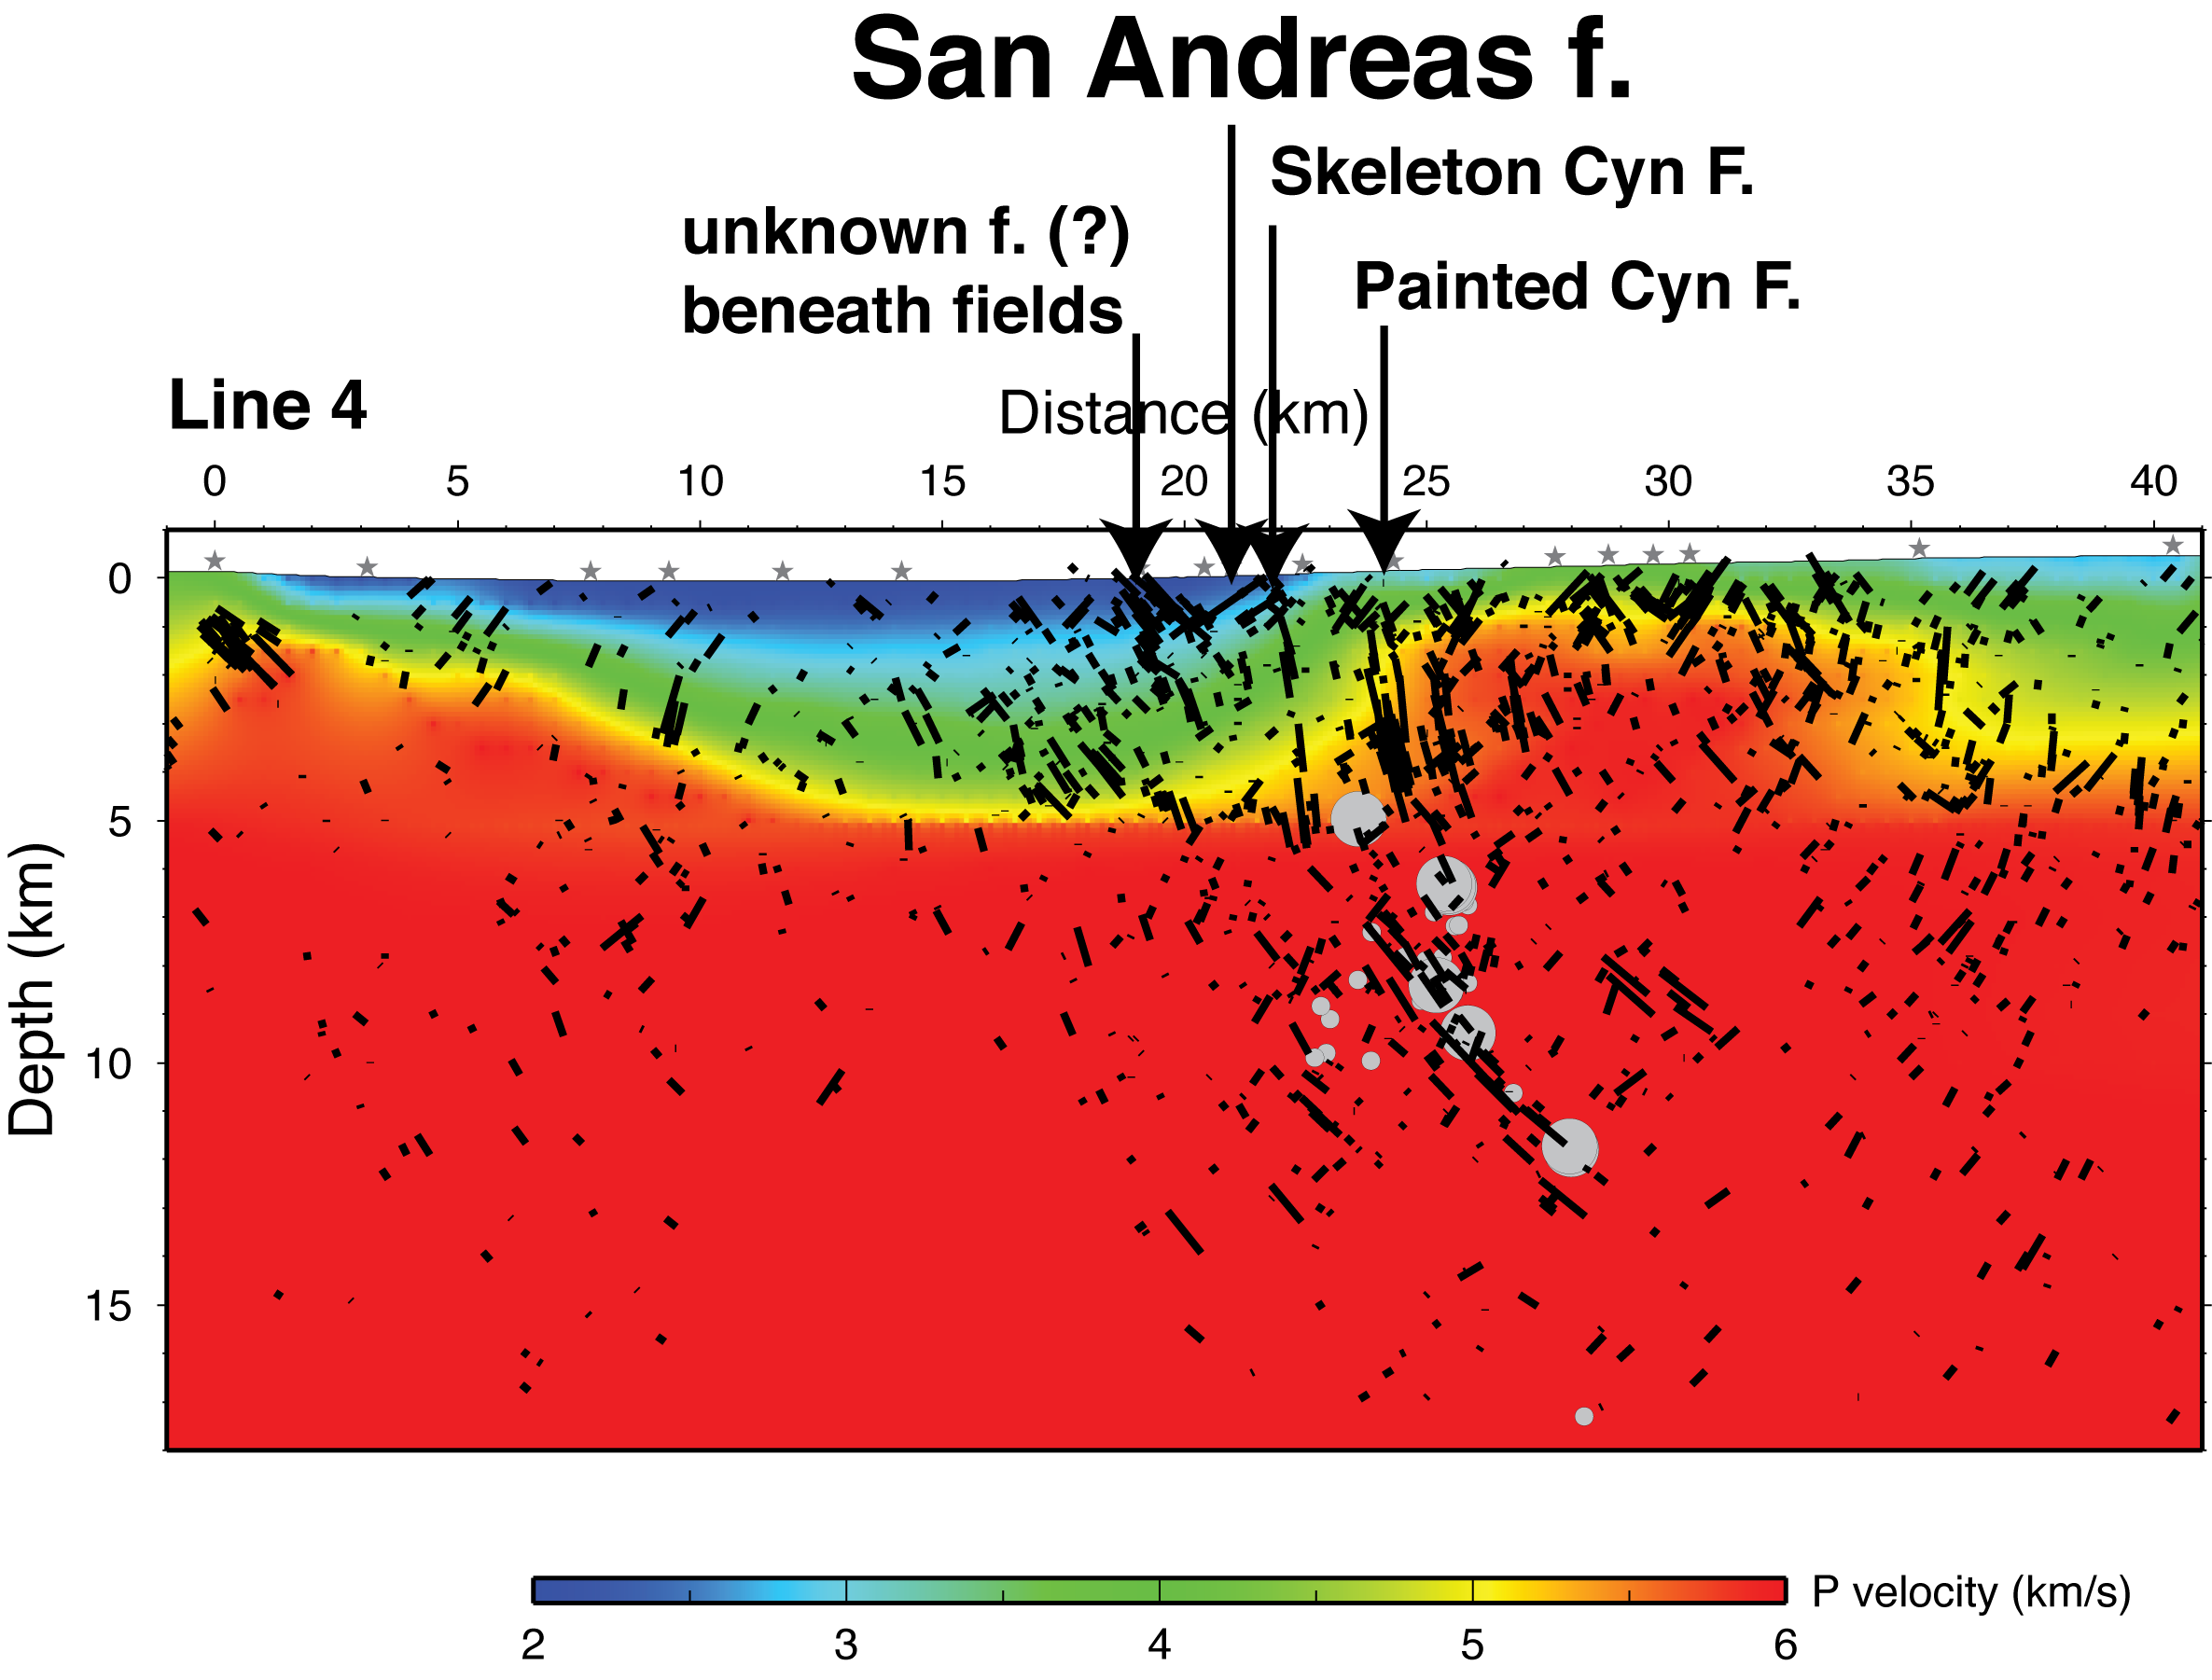 San Andreas f.
Skeleton Cyn F.
unknown f. (?)
beneath fields
Painted Cyn F.
Line 4
Distance (km)
0 5 10 15 20 25 30 35 40
0
5
10
15
Depth (km)
P velocity (km/s)
2 3 4 5 6